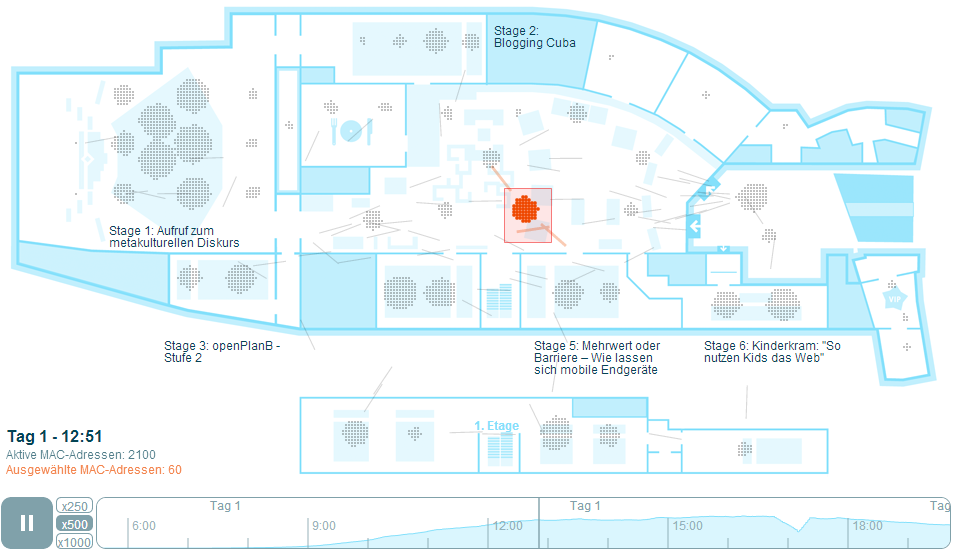 Stage 2:
Blogging Cuba
Stage 1: Aufruf zum
metakulturellen Diskurs
VIP
Stage 3: openPlanB -
Stufe 2
Stage 5: Mehrwert oder
Barriere – Wie lassen
sich mobile Endgeräte
Stage 6: Kinderkram: "So
nutzen Kids das Web"
1. Etage
Tag 1 - 12:51
Aktive MAC-Adressen: 2100
Ausgewählte MAC-Adressen: 60
x250
x500
x1000
Tag 1
Tag 1
Tag
6:00
9:00
12:00
15:00
18:00